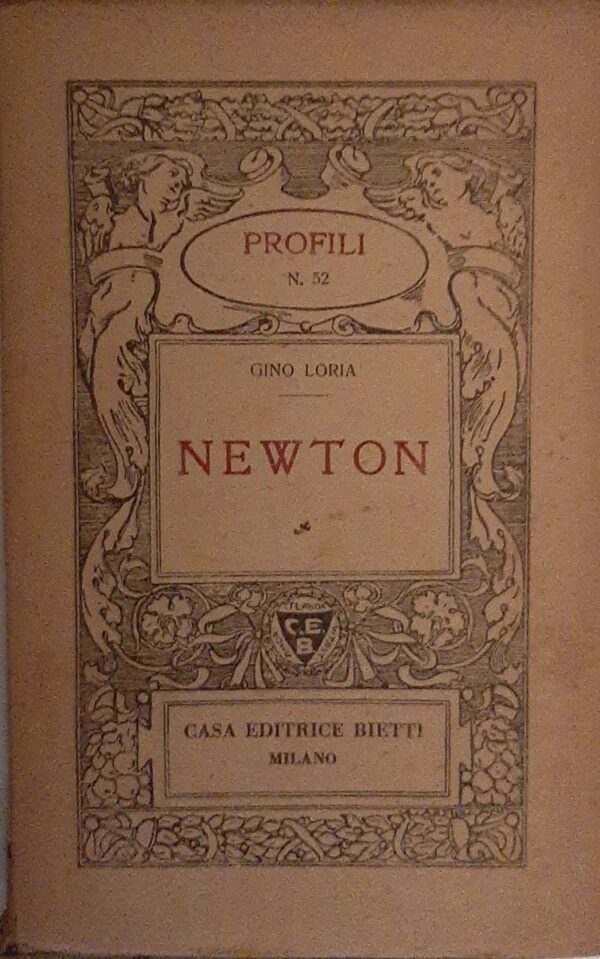 PROFILI
N. 52
GINO LORIA
NEWTON
C.E.
B
CASA EDITRICE BIETTI
MILANO